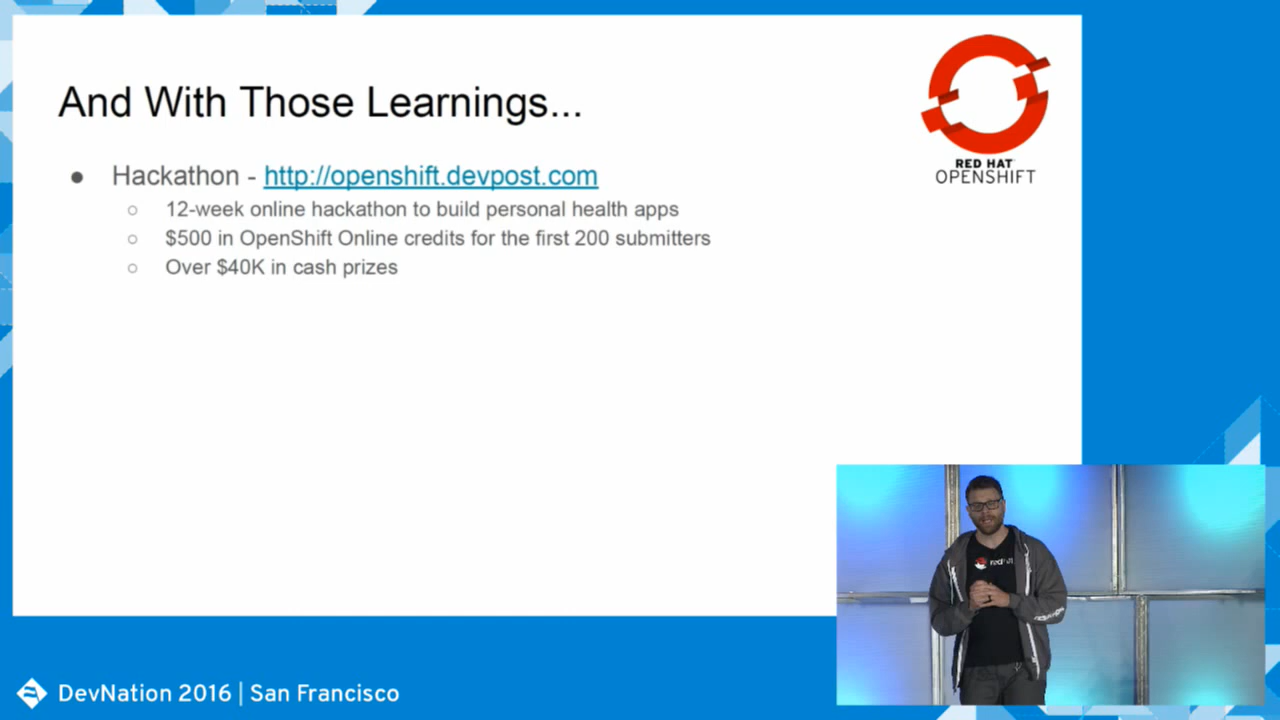 And With Those Learnings...
RED HAT
OPENSHIFT
● Hackathon - http://openshift.devpost.com
○ 12-week online hackathon to build personal health apps
○ $500 in OpenShift Online credits for the first 200 submitters
○ Over $40K in cash prizes
redhat
DevNation 2016 | San Francisco